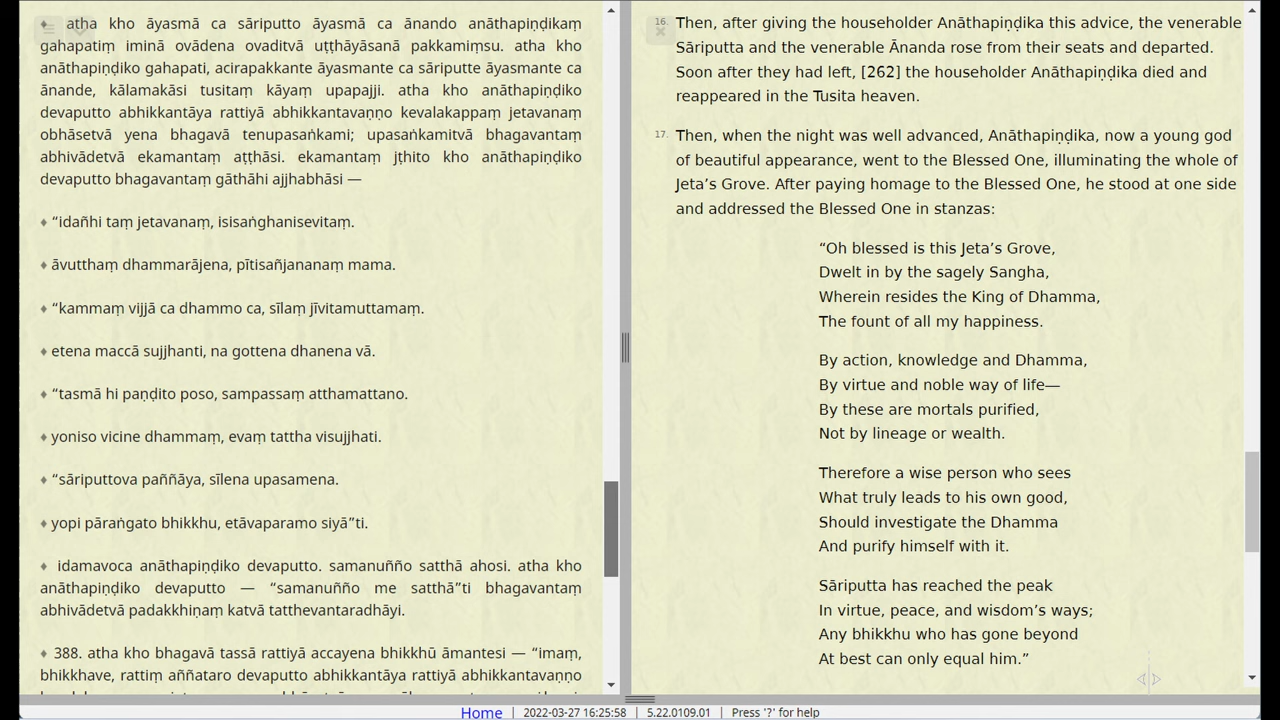 ♦ atha kho āyasmā ca sāriputto āyasmā ca ānando anāthapiṇḍikaṃ
gahapatiṃ iminā ovādena ovaditvā uṭṭhāyāsanā pakkamiṃsu. atha kho
anāthapiṇḍiko gahapati, acirapakkante āyasmante ca sāriputte āyasmante ca
ānande, kālamakāsi tusitaṃ kāyaṃ upapajji. atha kho anāthapiṇḍiko
devaputto abhikkantāya rattiyā abhikkantavaṇṇo kevalakappaṃ jetavanaṃ
obhāsetvā yena bhagavā tenupasaṅkami; upasaṅkamitvā bhagavantaṃ
abhivādetvā ekamantaṃ aṭṭhāsi. ekamantaṃ jṭhito kho anāthapiṇḍiko
devaputto bhagavantaṃ gāthāhi ajjhabhāsi —
♦ “idañhi taṃ jetavanaṃ, isisaṅghanisevitaṃ.
♦ āvutthaṃ dhammarājena, pītisañjananaṃ mama.
♦ “kammaṃ vijjā ca dhammo ca, sīlaṃ jīvitamuttamaṃ.
♦ etena maccā sujjhanti, na gottena dhanena vā.
♦ “tasmā hi paṇḍito poso, sampassaṃ atthamattano.
♦ yoniso vicine dhammaṃ, evaṃ tattha visujjhati.
♦ “sāriputtova paññāya, sīlena upasamena.
♦ yopi pāraṅgato bhikkhu, etāvaparamo siyā”ti.
♦ idamavoca anāthapiṇḍiko devaputto. samanuñño satthā ahosi. atha kho
anāthapiṇḍiko devaputto — “samanuñño me satthā”ti bhagavantaṃ
abhivādetvā padakkhiṇaṃ katvā tatthevantaradhāyi.
♦ 388. atha kho bhagavā tassā rattiyā accayena bhikkhū āmantesi — “imaṃ,
bhikkhave, rattiṃ aññataro devaputto abhikkantāya rattiyā abhikkantavaṇṇo
16. Then, after giving the householder Anāthapiṇḍika this advice, the venerable
Sāriputta and the venerable Ānanda rose from their seats and departed.
Soon after they had left, [262] the householder Anāthapiṇḍika died and
reappeared in the Tusita heaven.
17. Then, when the night was well advanced, Anāthapiṇḍika, now a young god
of beautiful appearance, went to the Blessed One, illuminating the whole of
Jeta’s Grove. After paying homage to the Blessed One, he stood at one side
and addressed the Blessed One in stanzas:
“Oh blessed is this Jeta’s Grove,
Dwelt in by the sagely Sangha,
Wherein resides the King of Dhamma,
The fount of all my happiness.
By action, knowledge and Dhamma,
By virtue and noble way of life—
By these are mortals purified,
Not by lineage or wealth.
Therefore a wise person who sees
What truly leads to his own good,
Should investigate the Dhamma
And purify himself with it.
Sāriputta has reached the peak
In virtue, peace, and wisdom’s ways;
Any bhikkhu who has gone beyond
At best can only equal him.”
Home | 2022-03-27 16:25:58 | 5.22.0109.01 | Press '?' for help